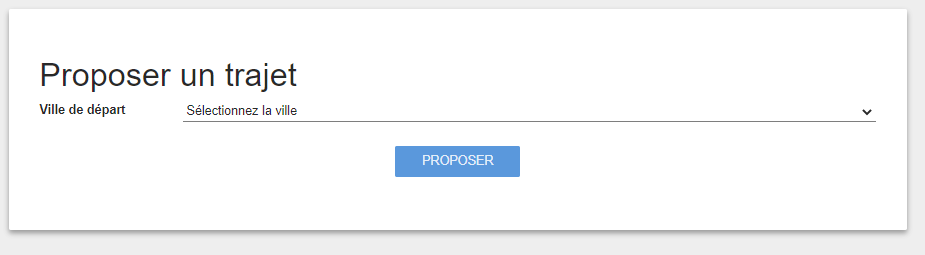 Proposer un trajet
Ville de départ Sélectionnez la ville
PROPOSER